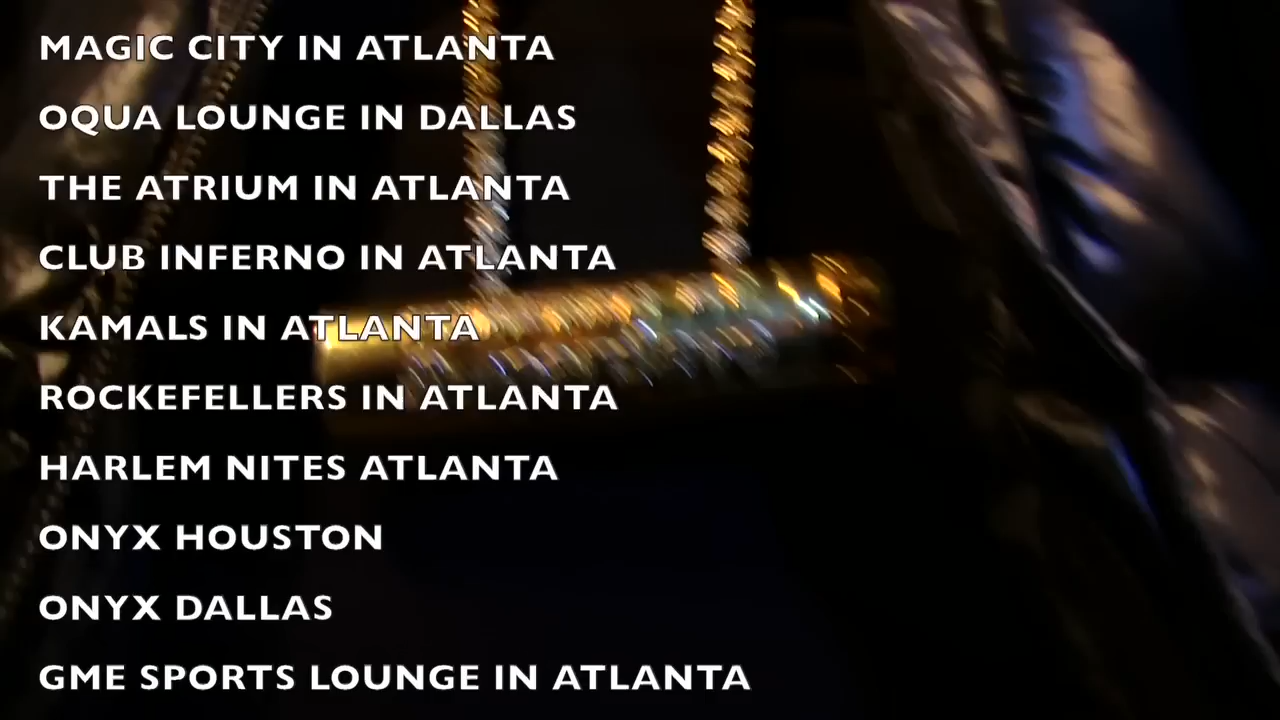 MAGIC CITY IN ATLANTA
OQUA LOUNGE IN DALLAS
THE ATRIUM IN ATLANTA
CLUB INFERNO IN ATLANTA
KAMALS IN ATLANTA
ROCKEFELLERS IN ATLANTA
HARLEM NITES ATLANTA
ONYX HOUSTON
ONYX DALLAS
GME SPORTS LOUNGE IN ATLANTA